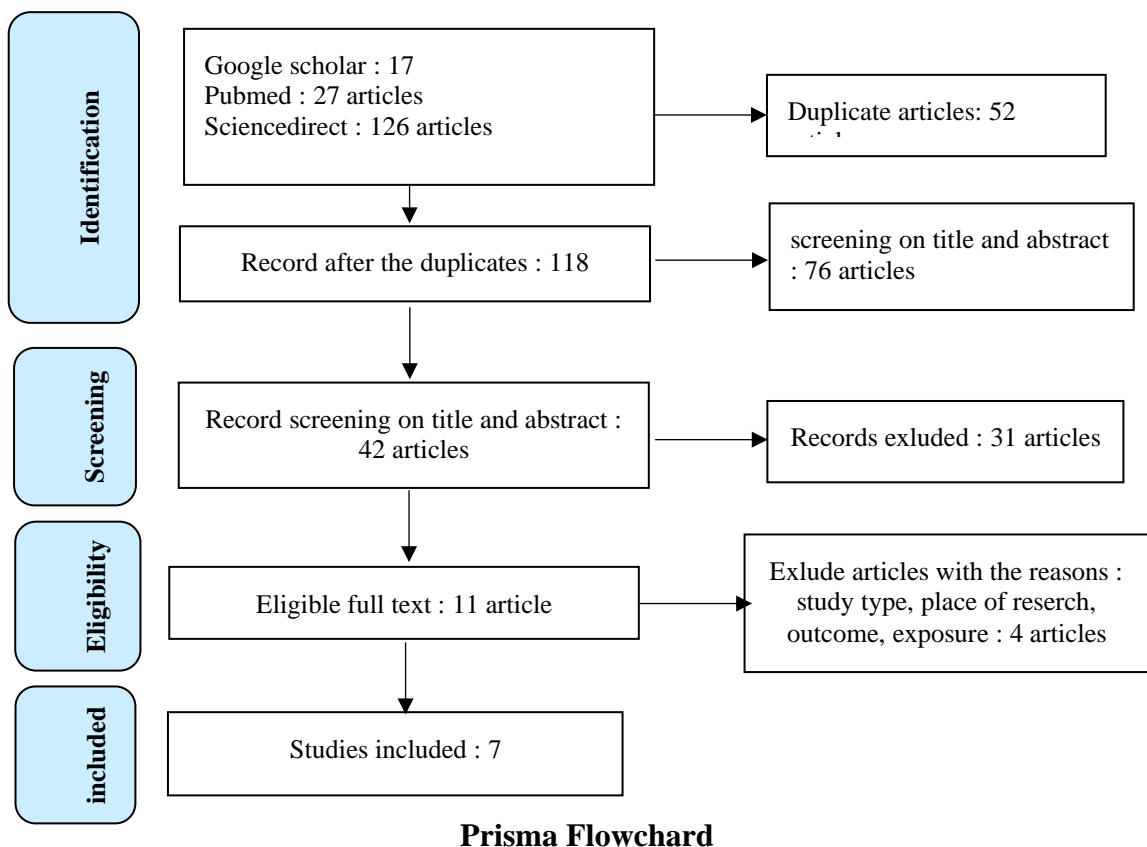 Identification
Google scholar : 17
Pubmed : 27 articles
Sciencedirect : 126 articles
Duplicate articles: 52
Record after the duplicates : 118
screening on title and abstract
: 76 articles
Screening
Record screening on title and abstract :
42 articles
Records exluded : 31 articles
Eligibility
Eligible full text : 11 article
Exlude articles with the reasons :
study type, place of reserch,
outcome, exposure : 4 articles
included
Studies included : 7
Prisma Flowchard